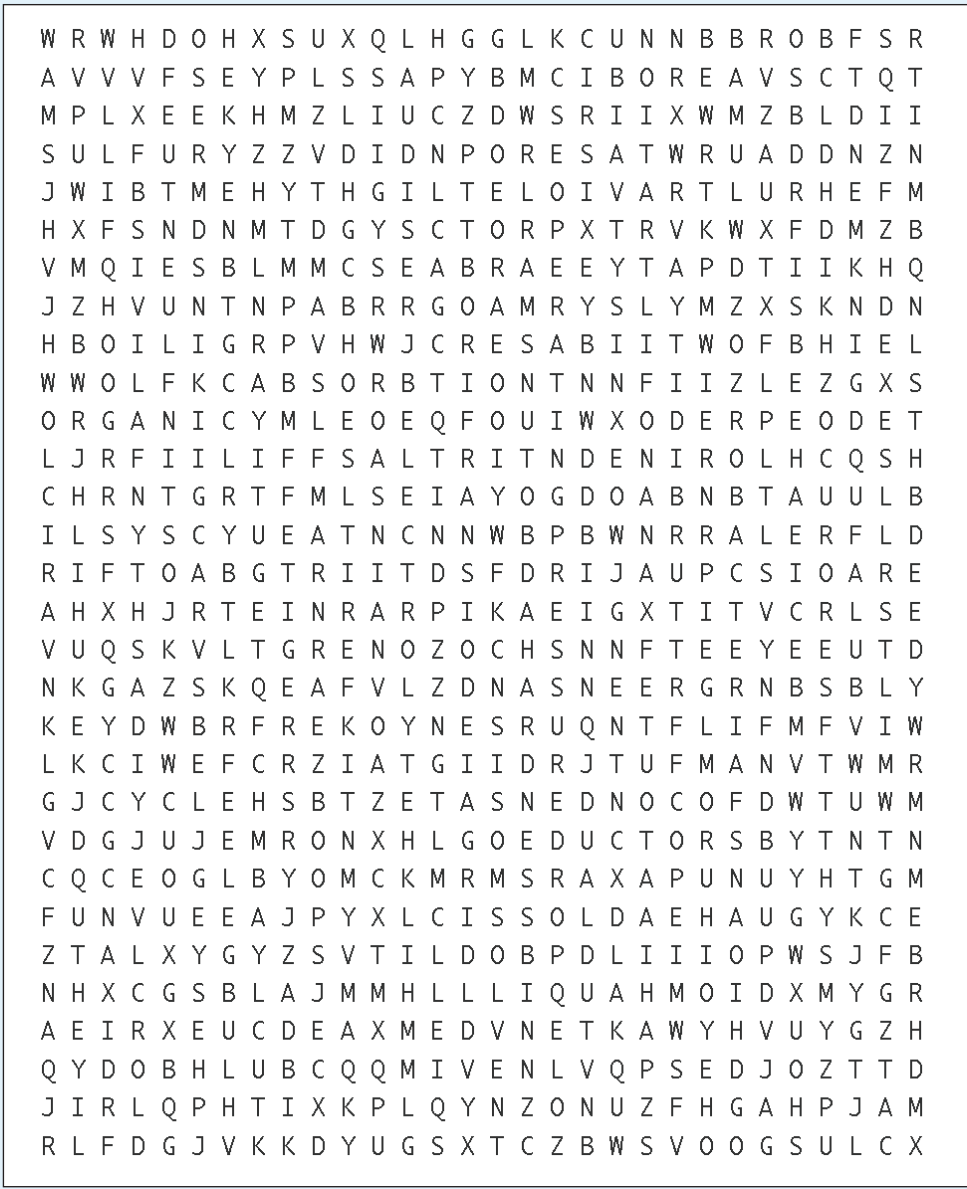 W R W H D O H X S U X Q L H G G L K C U N N B B R O B F S R
A V V V F S E Y P L S S A P Y B M C I B O R E A V S C T Q T
M P L X E E K H M Z L I U C Z D W S R I I X W M Z B L D I I
S U L F U R Y Z Z V D I D N P O R E S A T W R U A D D N Z N
J W I B T M E H Y T H G I L T E L O I V A R T L U R H E F M
H X F S N D N M T D G Y S C T O R P X T R V K W X F D M Z B
V M Q I E S B L M M C S E A B R A E E Y T A P D T I I K H Q
J Z H V U N T N P A B R R G O A M R Y S L Y M Z X S K N D N
H B O I L I G R P V H W J C R E S A B I I T W O F B H I E L
W W O L F K C A B S O R B T I O N T N N F I I Z L E Z G X S
O R G A N I C Y M L E O E Q F O U I W X O D E R P E O D E T
L J R F I I L I F F S A L T R I T N D E N I R O L H C Q S H
C H R N T G R T F M L S E I A Y O G D O A B N B T A U U L B
I L S Y S C Y U E A T N C N N W B P B W N R R A L E R F L D
R I F T O A B G T R I I T D S F D R I J A U P C S I O A R E
A H X H J R T E I N R A R P I K A E I G X T I T V C R L S E
V U Q S K V L T G R E N O Z O C H S N N F T E E Y E E U T D
N K G A Z S K Q E A F V L Z D N A S N E E R G R N B S B L Y
K E Y D W B R F R E K O Y N E S R U Q N T F L I F M F V I W
L K C I W E F C R Z I A T G I I D R J T U F M A N V T W M R
G J C Y C L E H S B T Z E T A S N E D N O C O F D W T U W M
V D G J U J E M R O N X H L G O E D U C T O R S B Y T N T N
C Q C E O G L B Y O M C K M R M S R A X A P U N U Y H T G M
F U N V U E E A J P Y X L C I S S O L D A E H A U G Y K C E
Z T A L X Y G Y Z S V T I L D O B P D L I I I O P W S J F B
N H X C G S B L A J M M H L L L I Q U A H M O I D X M Y G R
A E I R X E U C D E A X M E D V N E T K A W Y H V U Y G Z H
Q Y D O B H L U B C Q Q M I V E N L V Q P S E D J O Z T T D
J I R L Q P H T I X K P L Q Y N Z O N U Z F H G A H P J A M
R L F D G J V K K D Y U G S X T C Z B W S V O O G S U L C X